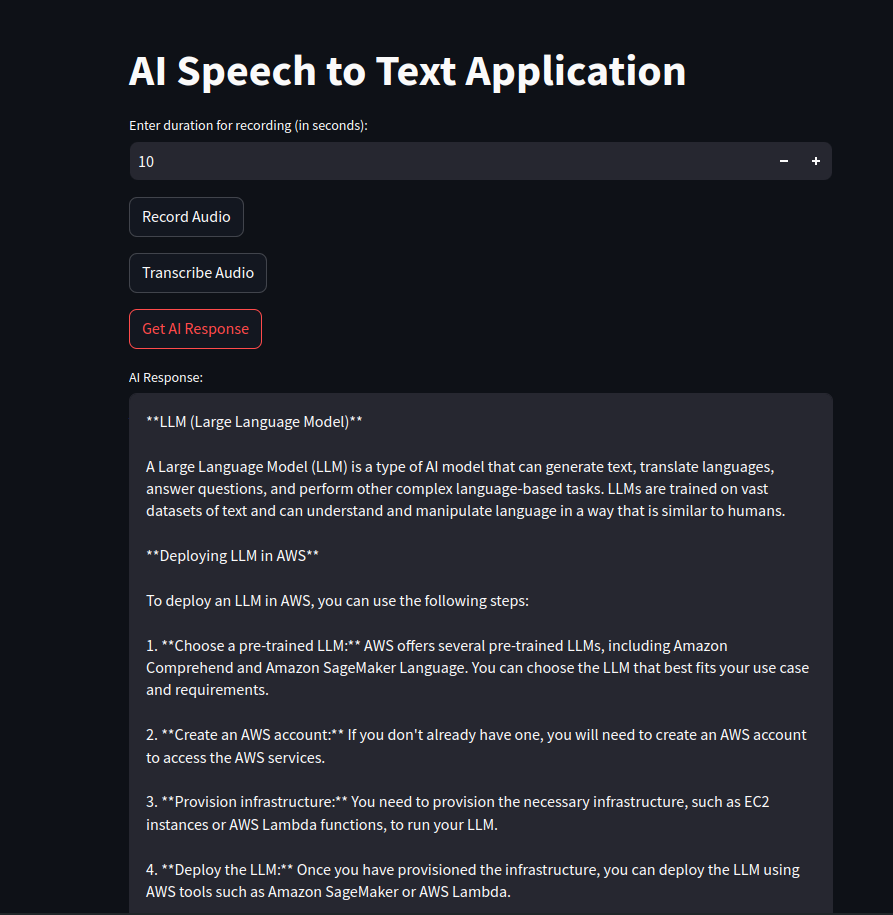 AI Speech to Text Application
Enter duration for recording (in seconds):
10
Record Audio
Transcribe Audio
Get AI Response
AI Response:
**LLM (Large Language Model)**
A Large Language Model (LLM) is a type of AI model that can generate text, translate languages,
answer questions, and perform other complex language-based tasks. LLMs are trained on vast
datasets of text and can understand and manipulate language in a way that is similar to humans.
**Deploying LLM in AWS**
To deploy an LLM in AWS, you can use the following steps:
1. **Choose a pre-trained LLM:** AWS offers several pre-trained LLMs, including Amazon
Comprehend and Amazon SageMaker Language. You can choose the LLM that best fits your use case
and requirements.
2. **Create an AWS account:** If you don't already have one, you will need to create an AWS account
to access the AWS services.
3. **Provision infrastructure:** You need to provision the necessary infrastructure, such as EC2
instances or AWS Lambda functions, to run your LLM.
4. **Deploy the LLM:** Once you have provisioned the infrastructure, you can deploy the LLM using
AWS tools such as Amazon SageMaker or AWS Lambda.